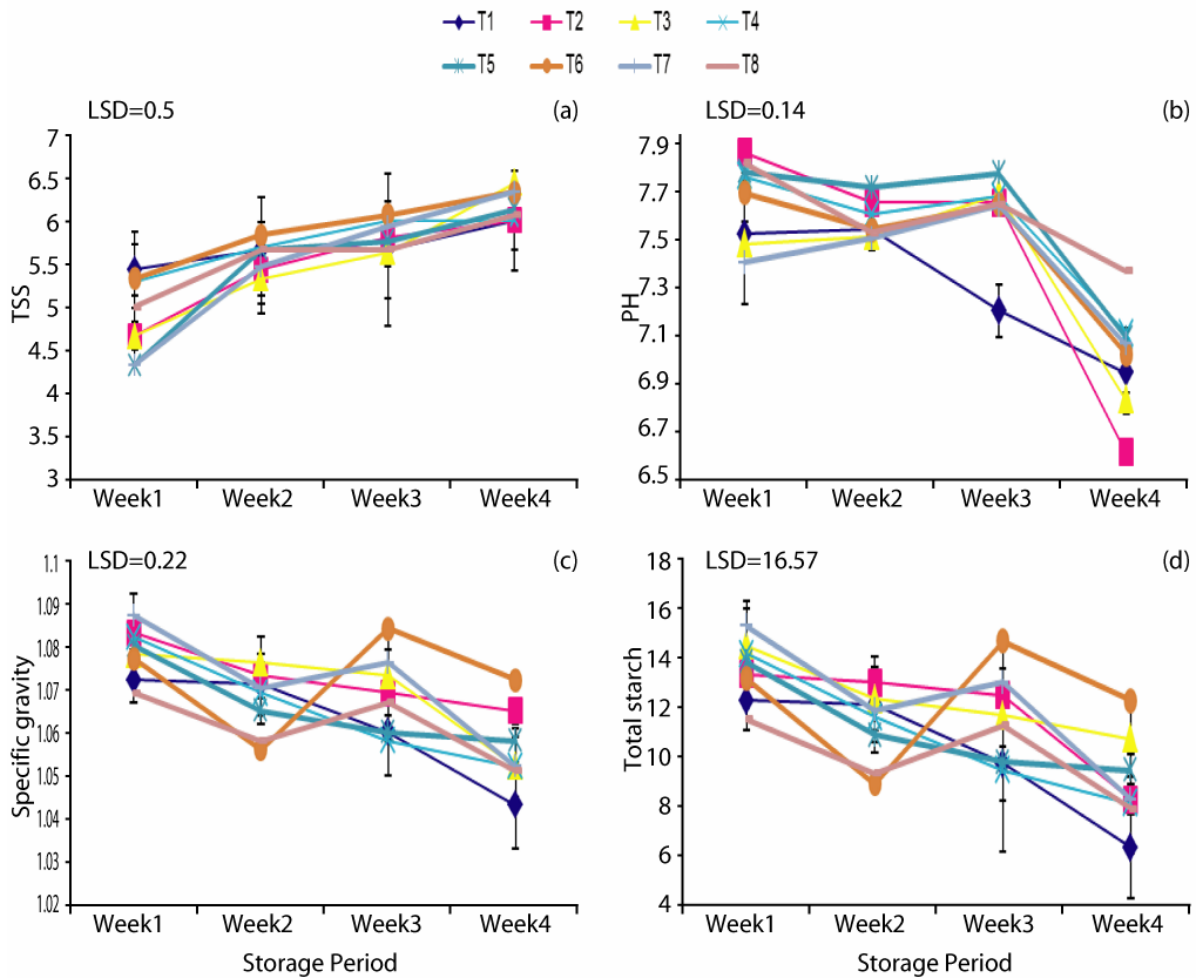 T1 T2 T3 T4
T5 T6 T7 T8
LSD=0.5 (a)
TSS
7
6.5
6
5.5
5
4.5
4
3.5
3
Week1 Week2 Week3 Week4
LSD=0.14 (b)
PH
7.9
7.7
7.5
7.3
7.1
6.9
6.7
6.5
Week1 Week2 Week3 Week4
LSD=0.22 (c)
Specific gravity
1.1
1.09
1.08
1.07
1.06
1.05
1.04
1.03
1.02
Week1 Week2 Week3 Week4
Storage Period
LSD=16.57 (d)
Total starch
18
16
14
12
10
8
6
4
Week1 Week2 Week3 Week4
Storage Period